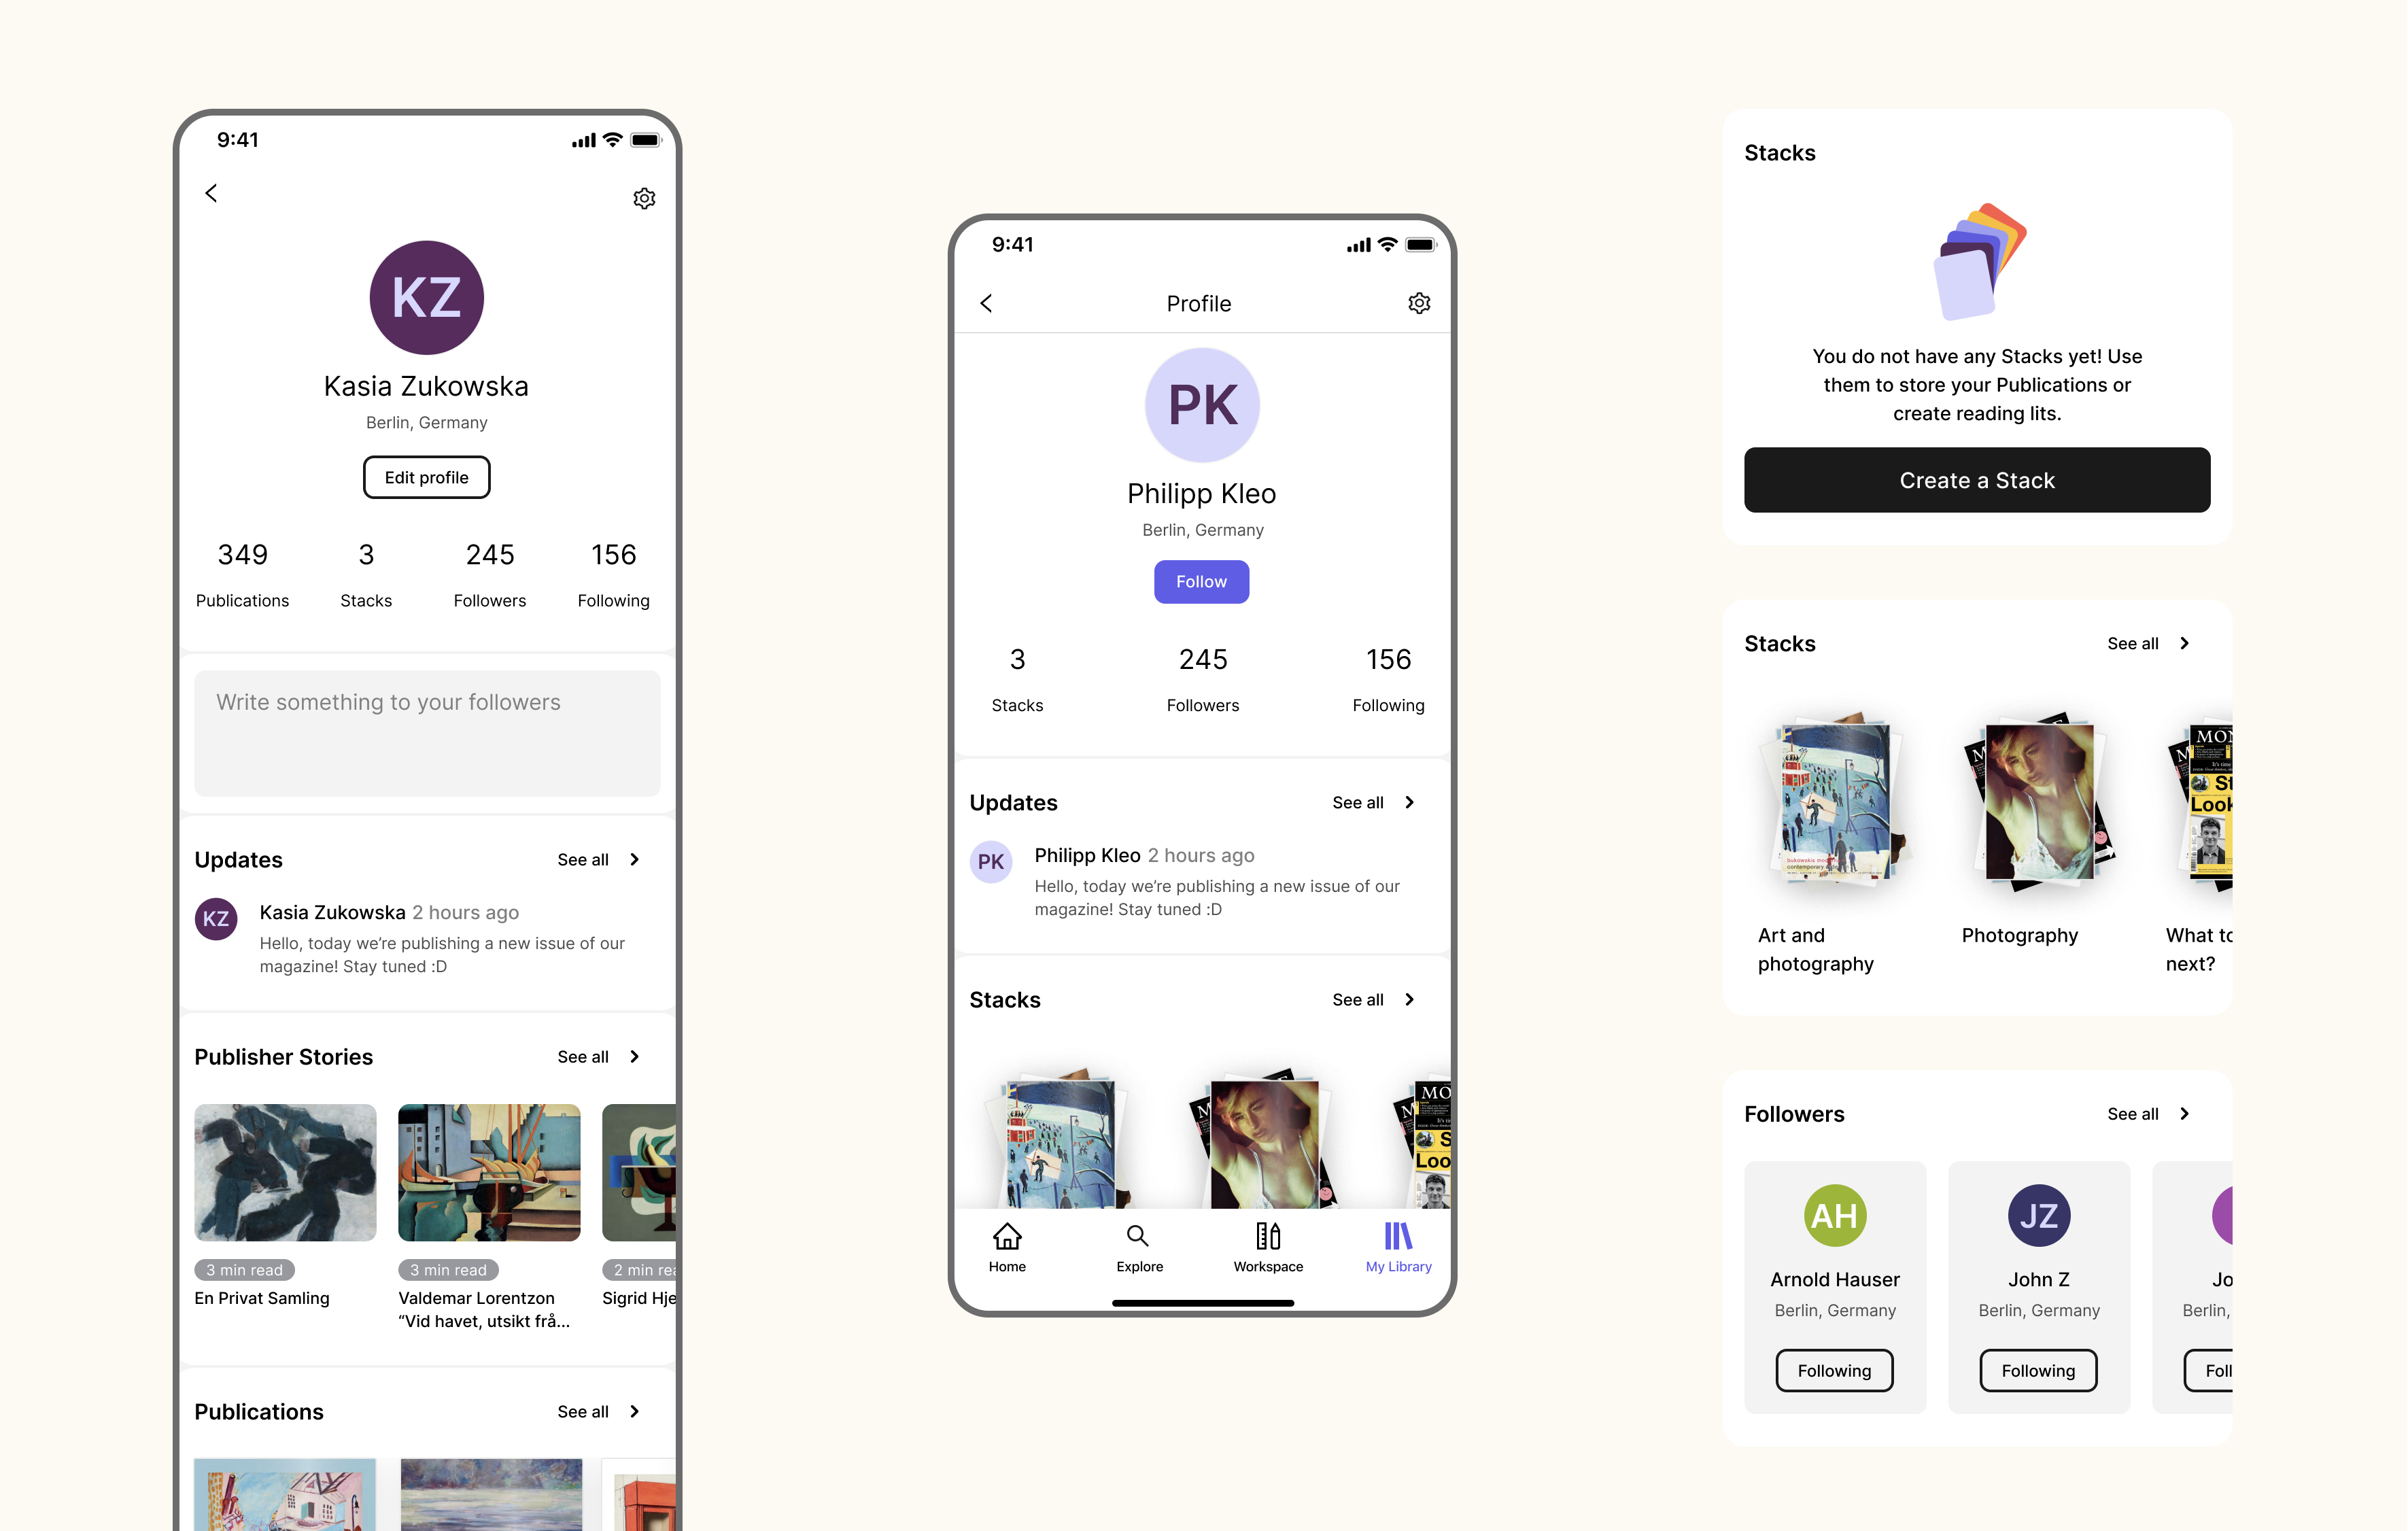 9:41
KZ
Kasia Zukowska
Berlin, Germany
Edit profile
349
3
245
156
Publications
Stacks
Followers
Following
Write something to your followers
Updates
See all
KZ
Kasia Zukowska 2 hours ago
Hello, today we’re publishing a new issue of our
magazine! Stay tuned :D
Publisher Stories
See all
3 min read
3 min read
2 min rea
En Privat Samling
Valdemar Lorentzon
“Vid havet, utsikt frå...
Sigrid Hje
Publications
See all
9:41
Profile
PK
Philipp Kleo
Berlin, Germany
Follow
3
245
156
Stacks
Followers
Following
Updates
See all
PK
Philipp Kleo 2 hours ago
Hello, today we’re publishing a new issue of our
magazine! Stay tuned :D
Stacks
See all
M
M
MO
S
Loo
Home
Explore
Workspace
My Library
Stacks
You do not have any Stacks yet! Use
them to store your Publications or
create reading lits.
Create a Stack
Stacks
See all
M
M
MON
It's time
St
Look
Art and
photography
Photography
What to
next?
Followers
See all
AH
JZ
Arnold Hauser
John Z
Jo
Berlin, Germany
Berlin, Germany
Berlin,
Following
Following
Foll